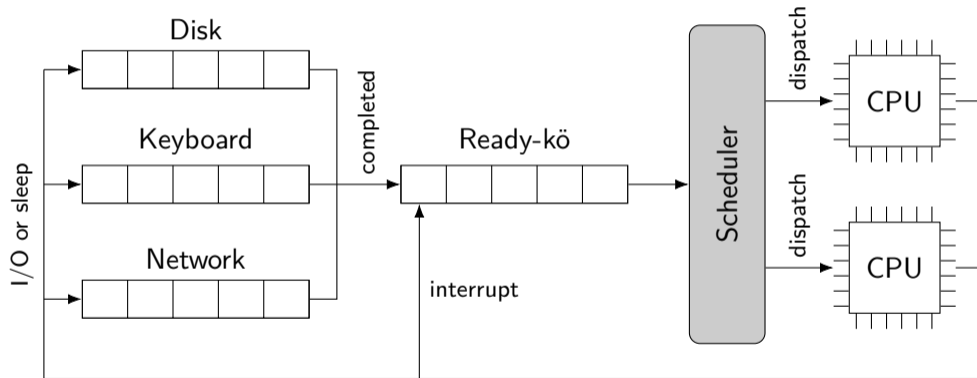 Disk
Keyboard
Network
I/O or sleep
completed
Ready-kö
interrupt
Scheduler
dispatch
CPU
dispatch
CPU